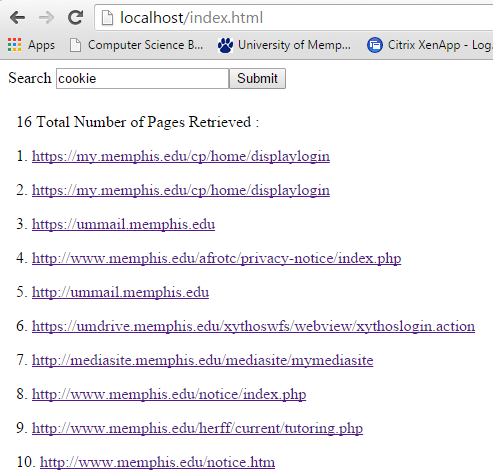 localhost/index.html
Apps Computer Science B... University of Memp... Citrix XenApp - Log.
Search cookie Submit
16 Total Number of Pages Retrieved :
1. https://my.memphis.edu/cp/home/displaylogin
2. https://my.memphis.edu/cp/home/displaylogin
3. https://ummail.memphis.edu
4. http://www.memphis.edu/afrotc/privacy-notice/index.php
5. http://ummail.memphis.edu
6. https://umdrive.memphis.edu/xythoswfs/webview/xythoslogin.action
7. http://mediasite.memphis.edu/mediasite/mymediasite
8. http://www.memphis.edu/notice/index.php
9. http://www.memphis.edu/herff/current/tutoring.php
10. http://www.memphis.edu/notice.htm